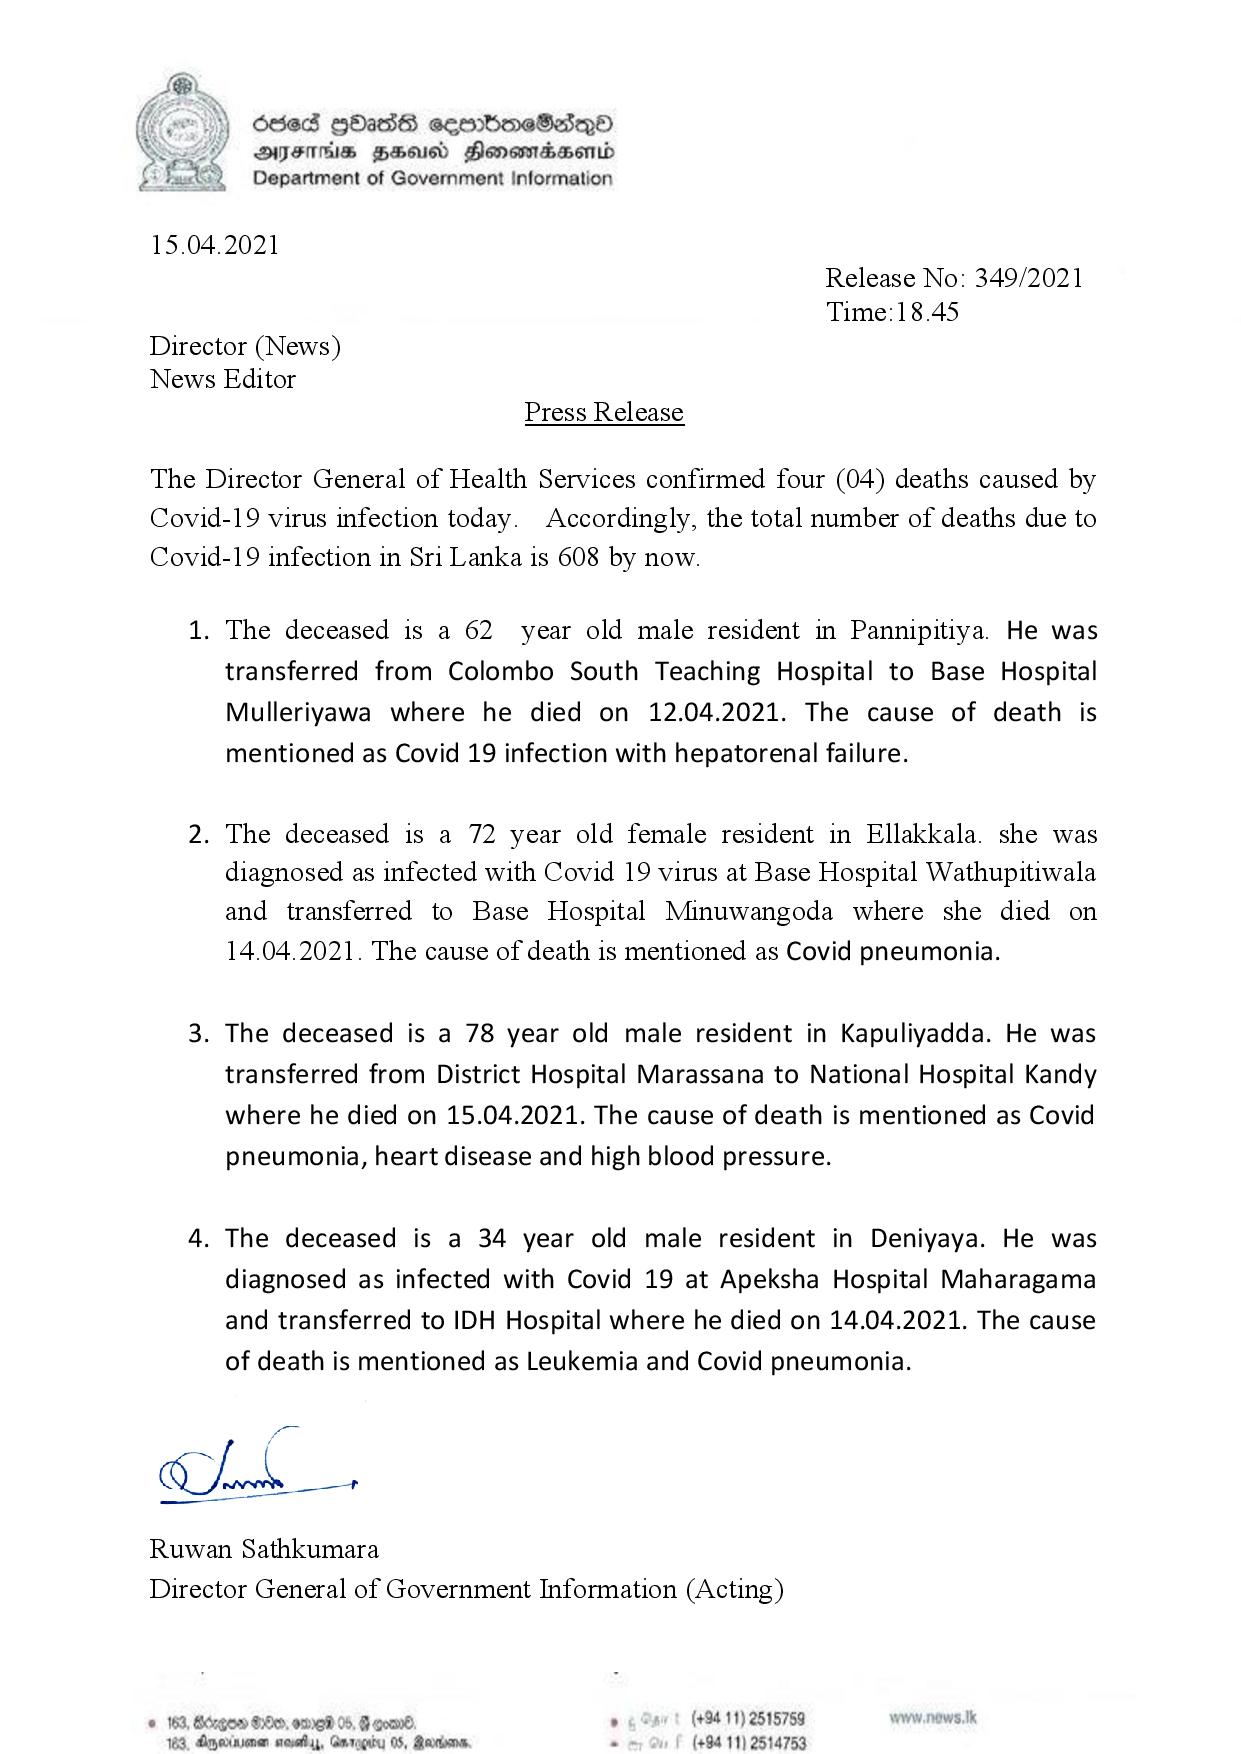 රජයේ ප්‍රවෘත්ති දෙපාර්තමේන්තුව
அரசாங்க தகவல் திணைக்களம்
Department of Government Information
15.04.2021
Release No: 349/2021
Time:18.45
Director (News)
News Editor
Press Release
The Director General of Health Services confirmed four (04) deaths caused by
Covid-19 virus infection today. Accordingly, the total number of deaths due to
Covid-19 infection in Sri Lanka is 608 by now.
1. The deceased is a 62 year old male resident in Pannipitiya. He was
transferred from Colombo South Teaching Hospital to Base Hospital
Mulleriyawa where he died on 12.04.2021. The cause of death is
mentioned as Covid 19 infection with hepatorenal failure.
2. The deceased is a 72 year old female resident in Ellakkala. she was
diagnosed as infected with Covid 19 virus at Base Hospital Wathupitiwala
and transferred to Base Hospital Minuwangoda where she died on
14.04.2021. The cause of death is mentioned as Covid pneumonia.
3. The deceased is a 78 year old male resident in Kapuliyadda. He was
transferred from District Hospital Marassana to National Hospital Kandy
where he died on 15.04.2021. The cause of death is mentioned as Covid
pneumonia, heart disease and high blood pressure.
4. The deceased is a 34 year old male resident in Deniyaya. He was
diagnosed as infected with Covid 19 at Apeksha Hospital Maharagama
and transferred to IDH Hospital where he died on 14.04.2021. The cause
of death is mentioned as Leukemia and Covid pneumonia.
Ruwan Sathkumara
Director General of Government Information (Acting)
163, කිරුලපන මාවත, කොළඹ 05, ශ්‍රී ලංකාව.
163, கிருலப்பனை எவனியூ, கொழும்பு 05, இலங்கை.
(+94 11) 2515759
(+94 11) 2514753
www.news.lk